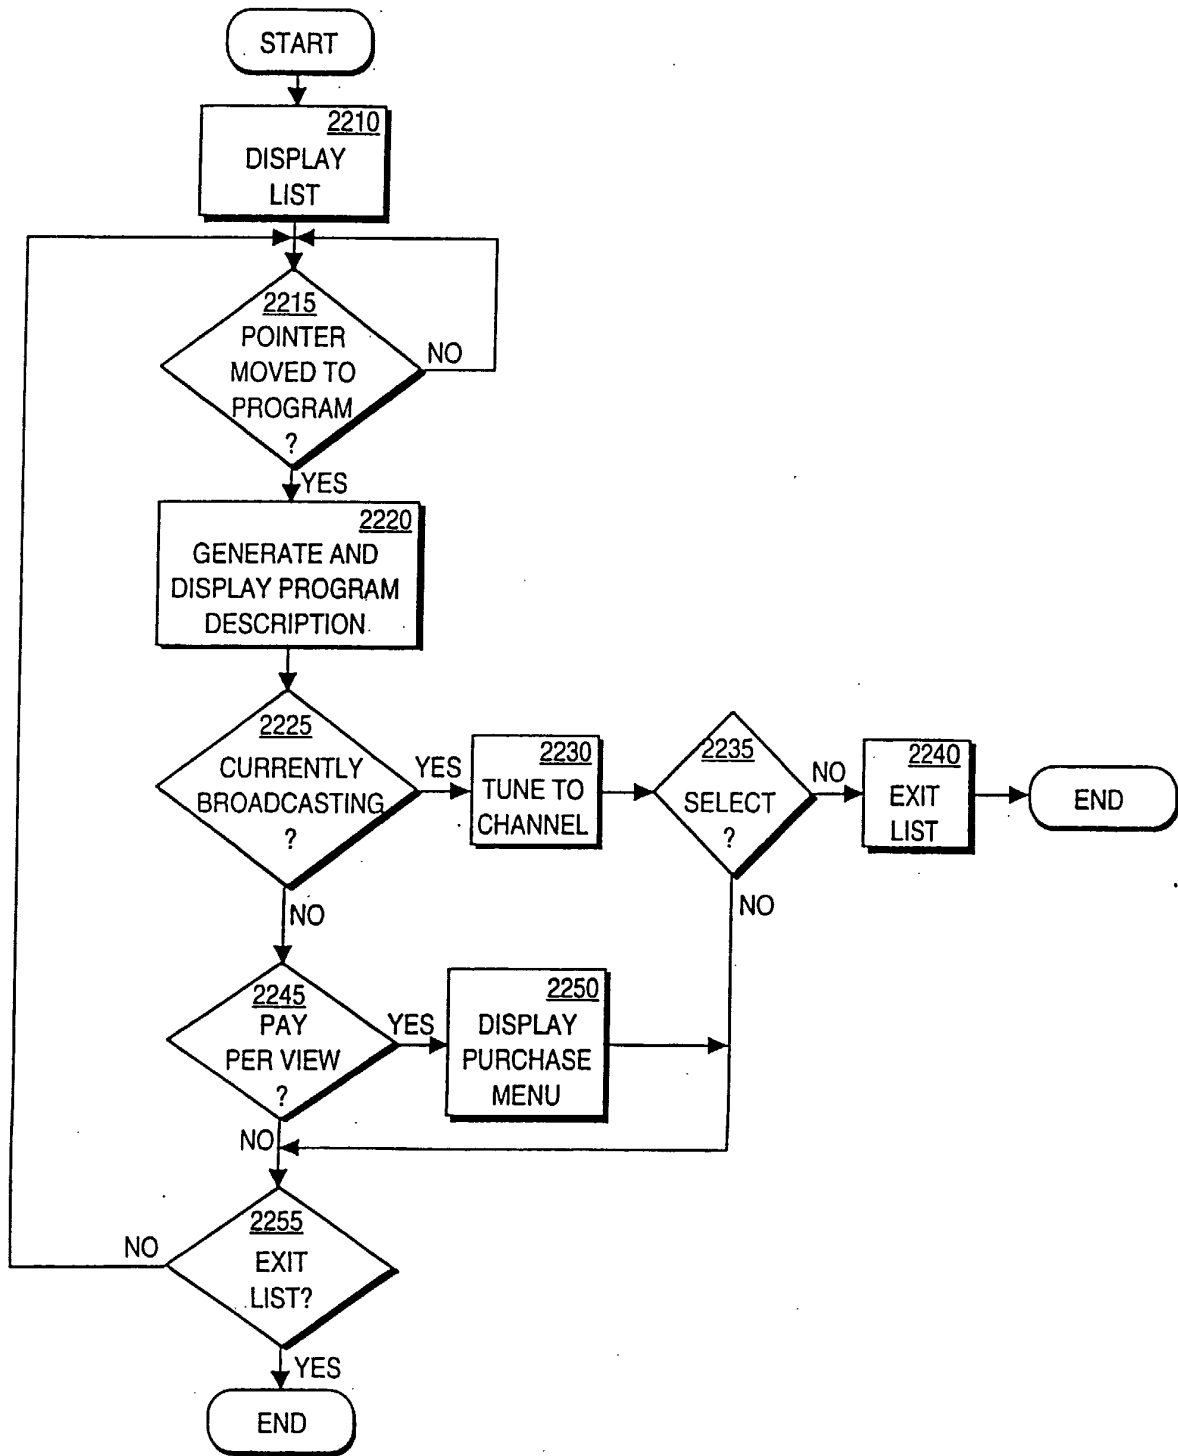 START
2210
DISPLAY
LIST
2215
POINTER
MOVED TO
PROGRAM
?
NO
YES
2220
GENERATE AND
DISPLAY PROGRAM
DESCRIPTION
2225
CURRENTLY
BROADCASTING
?
YES
2230
TUNE TO
CHANNEL
2235
SELECT
?
NO
2240
EXIT
LIST
END
NO
NO
2245
PAY
PER VIEW
?
YES
2250
DISPLAY
PURCHASE
MENU
NO
2255
EXIT
LIST?
NO
YES
END